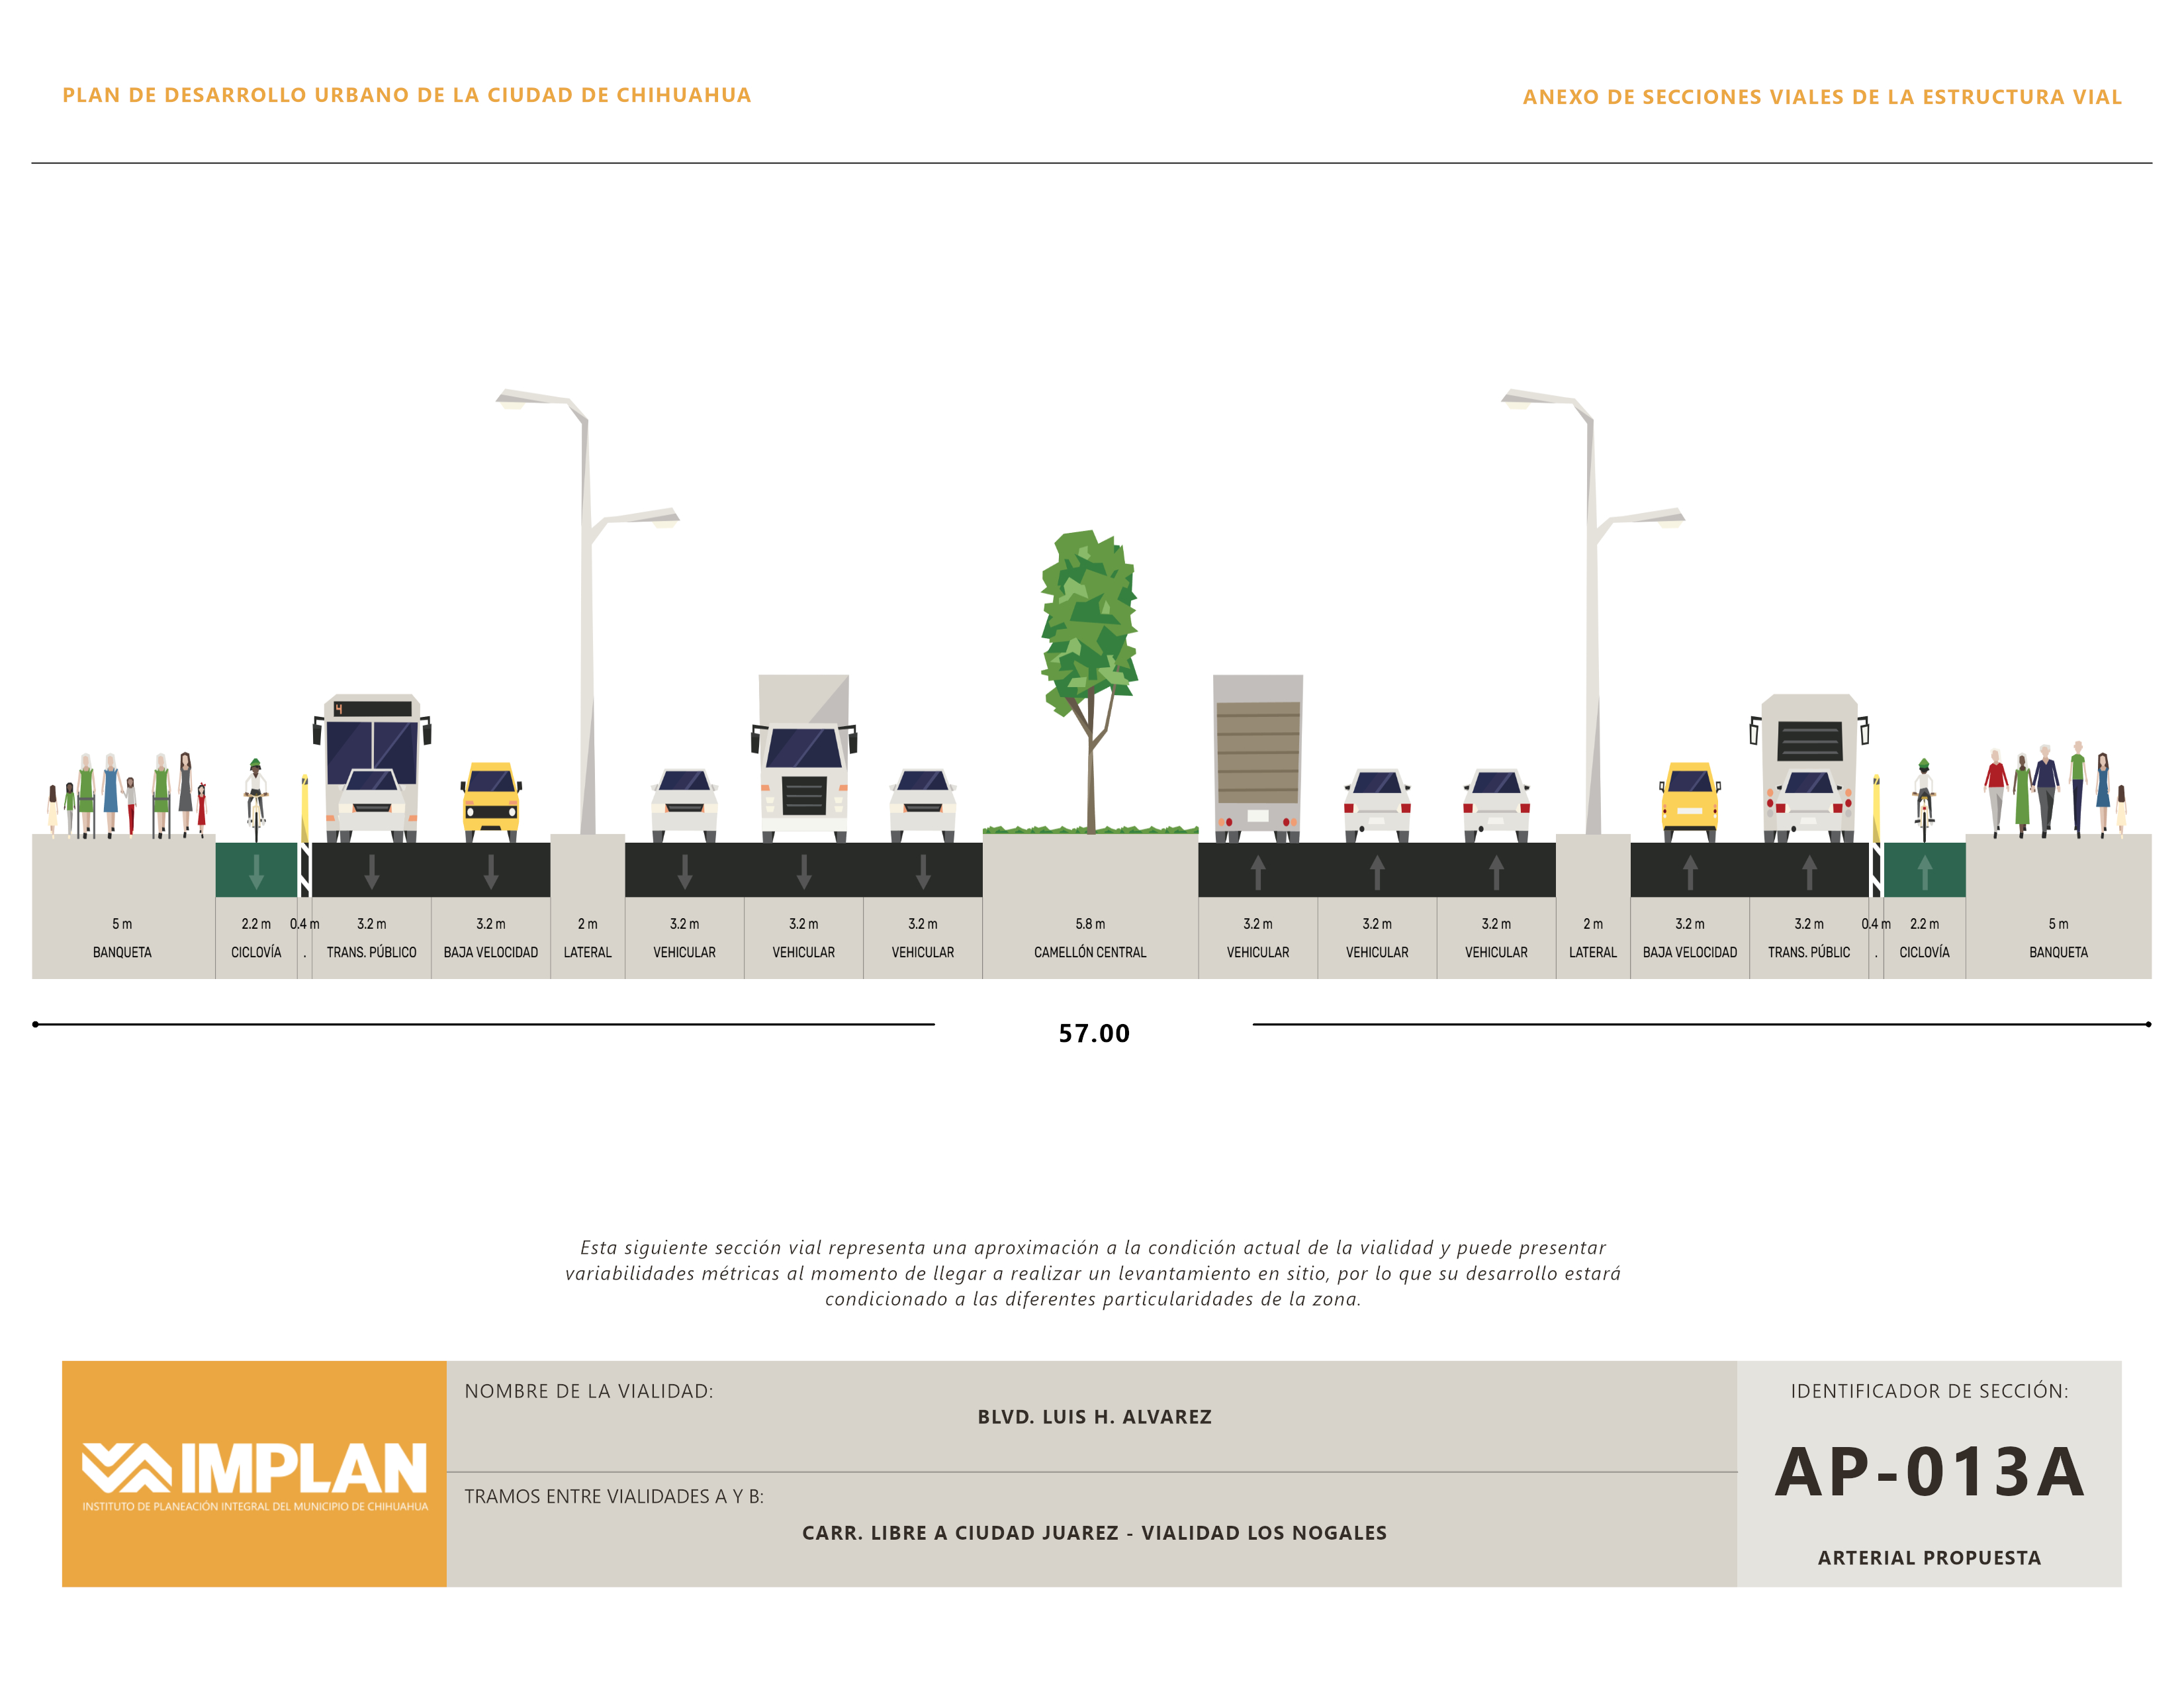 PLAN DE DESARROLLO URBANO DE LA CIUDAD DE CHIHUAHUA
ANEXO DE SECCIONES VIALES DE LA ESTRUCTURA VIAL
4
5 m 2.2 m 0.4 m 3.2 m 3.2 m 2 m 3.2 m 3.2 m 3.2 m 5.8 m 3.2 m 3.2 m 3.2 m 2 m 3.2 m 3.2 m 0.4 m 2.2 m 5 m
BANQUETA CICLOVÍA . TRANS. PÚBLICO BAJA VELOCIDAD LATERAL VEHICULAR VEHICULAR VEHICULAR CAMELLÓN CENTRAL VEHICULAR VEHICULAR VEHICULAR LATERAL BAJA VELOCIDAD TRANS. PÚBLIC . CICLOVÍA BANQUETA
57.00
Esta siguiente sección vial representa una aproximación a la condición actual de la vialidad y puede presentar
variabilidades métricas al momento de llegar a realizar un levantamiento en sitio, por lo que su desarrollo estará
condicionado a las diferentes particularidades de la zona.
IMPLAN
INSTITUTO DE PLANEACIÓN INTEGRAL DEL MUNICIPIO DE CHIHUAHUA
NOMBRE DE LA VIALIDAD:
BLVD. LUIS H. ALVAREZ
TRAMOS ENTRE VIALIDADES A Y B:
CARR. LIBRE A CIUDAD JUAREZ - VIALIDAD LOS NOGALES
IDENTIFICADOR DE SECCIÓN:
AP-013A
ARTERIAL PROPUESTA